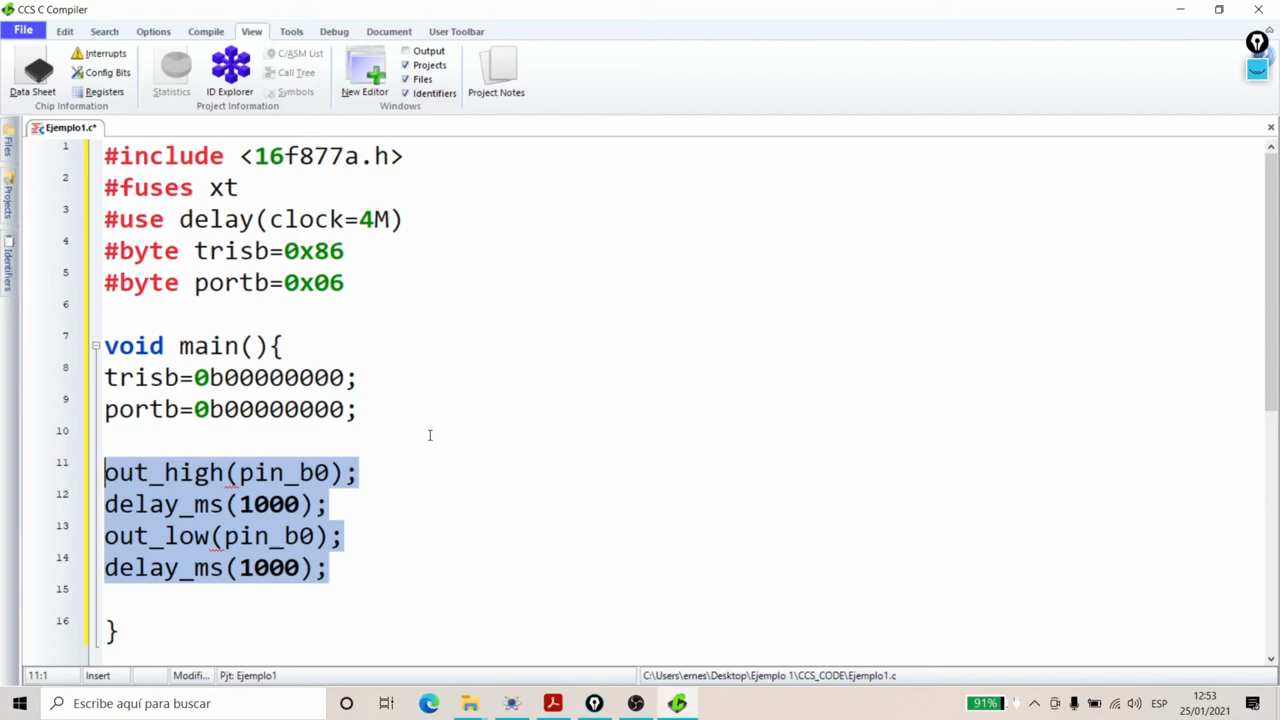 CCS C Compiler
File Edit Search Options Compile View Tools Debug Document User Toolbar
Interrupts C/ASM List Output
Config Bits Call Tree Projects
Data Sheet Registers Statistics ID Explorer Symbols New Editor Files Identifiers Project Notes
Chip Information Project Information Windows
Ejemplo1.c*
Files
Projects
Identifiers
1 #include <16f877a.h>
2 #fuses xt
3 #use delay(clock=4M)
4 #byte trisb=0x86
5 #byte portb=0x06
6
7 void main(){
8 trisb=0b00000000;
9 portb=0b00000000;
10
11 out_high(pin_b0);
12 delay_ms(1000);
13 out_low(pin_b0);
14 delay_ms(1000);
15
16 }
11:1 Insert Modifi... Pjt: Ejemplo1 C:\Users\ernes\Desktop\Ejemplo 1\CCS_CODE\Ejemplo1.c
Escribe aquí para buscar 91% ESP 12:53
25/01/2021